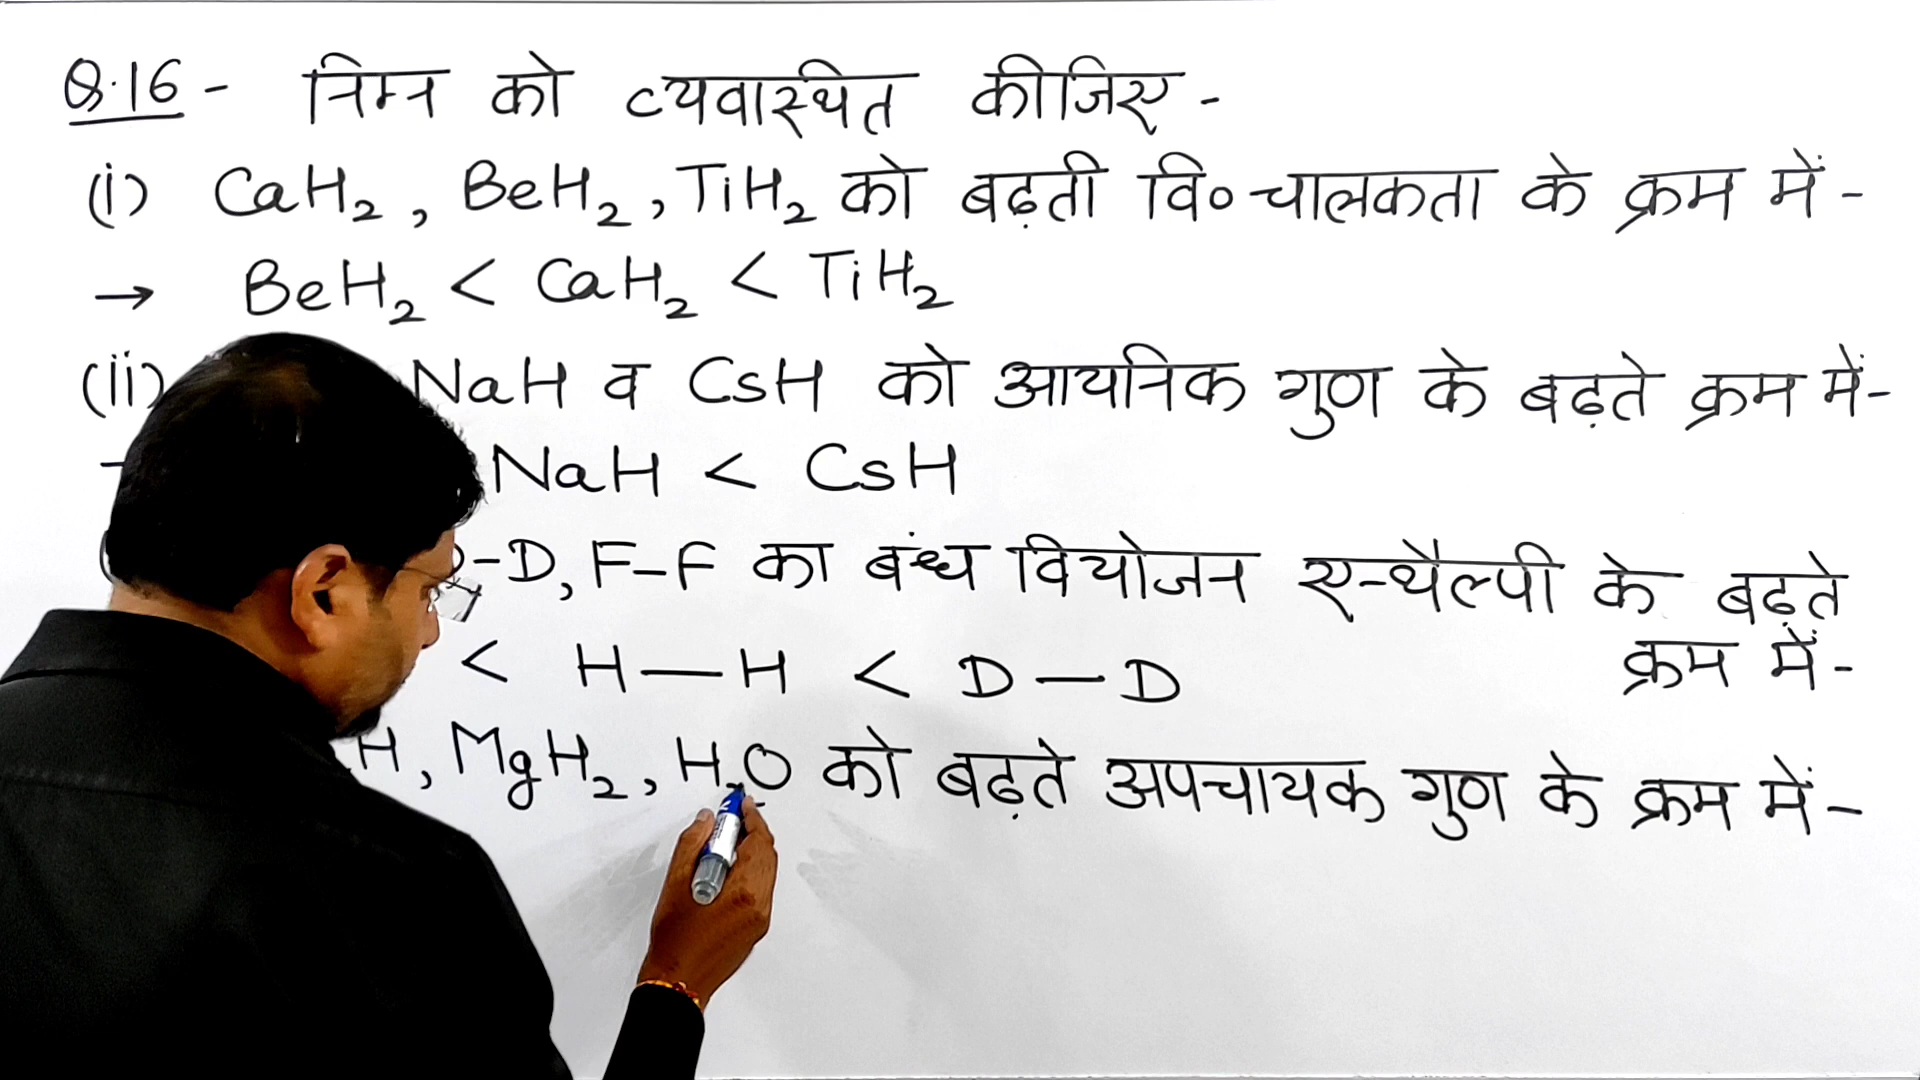 Q.16 - निम्न को व्यवस्थित कीजिए -
(i) CaH₂, BeH₂, TiH₂ को बढ़ती वि० चालकता के क्रम में -
→ BeH₂ < CaH₂ < TiH₂
(ii) NaH व CsH को आयनिक गुण के बढ़ते क्रम में-
NaH < CsH
-D, F-F का बंध वियोजन एन्थैल्पी के बढ़ते
क्रम में-
< H—H < D—D
H, MgH₂, H₂O को बढ़ते अपचायक गुण के क्रम में-